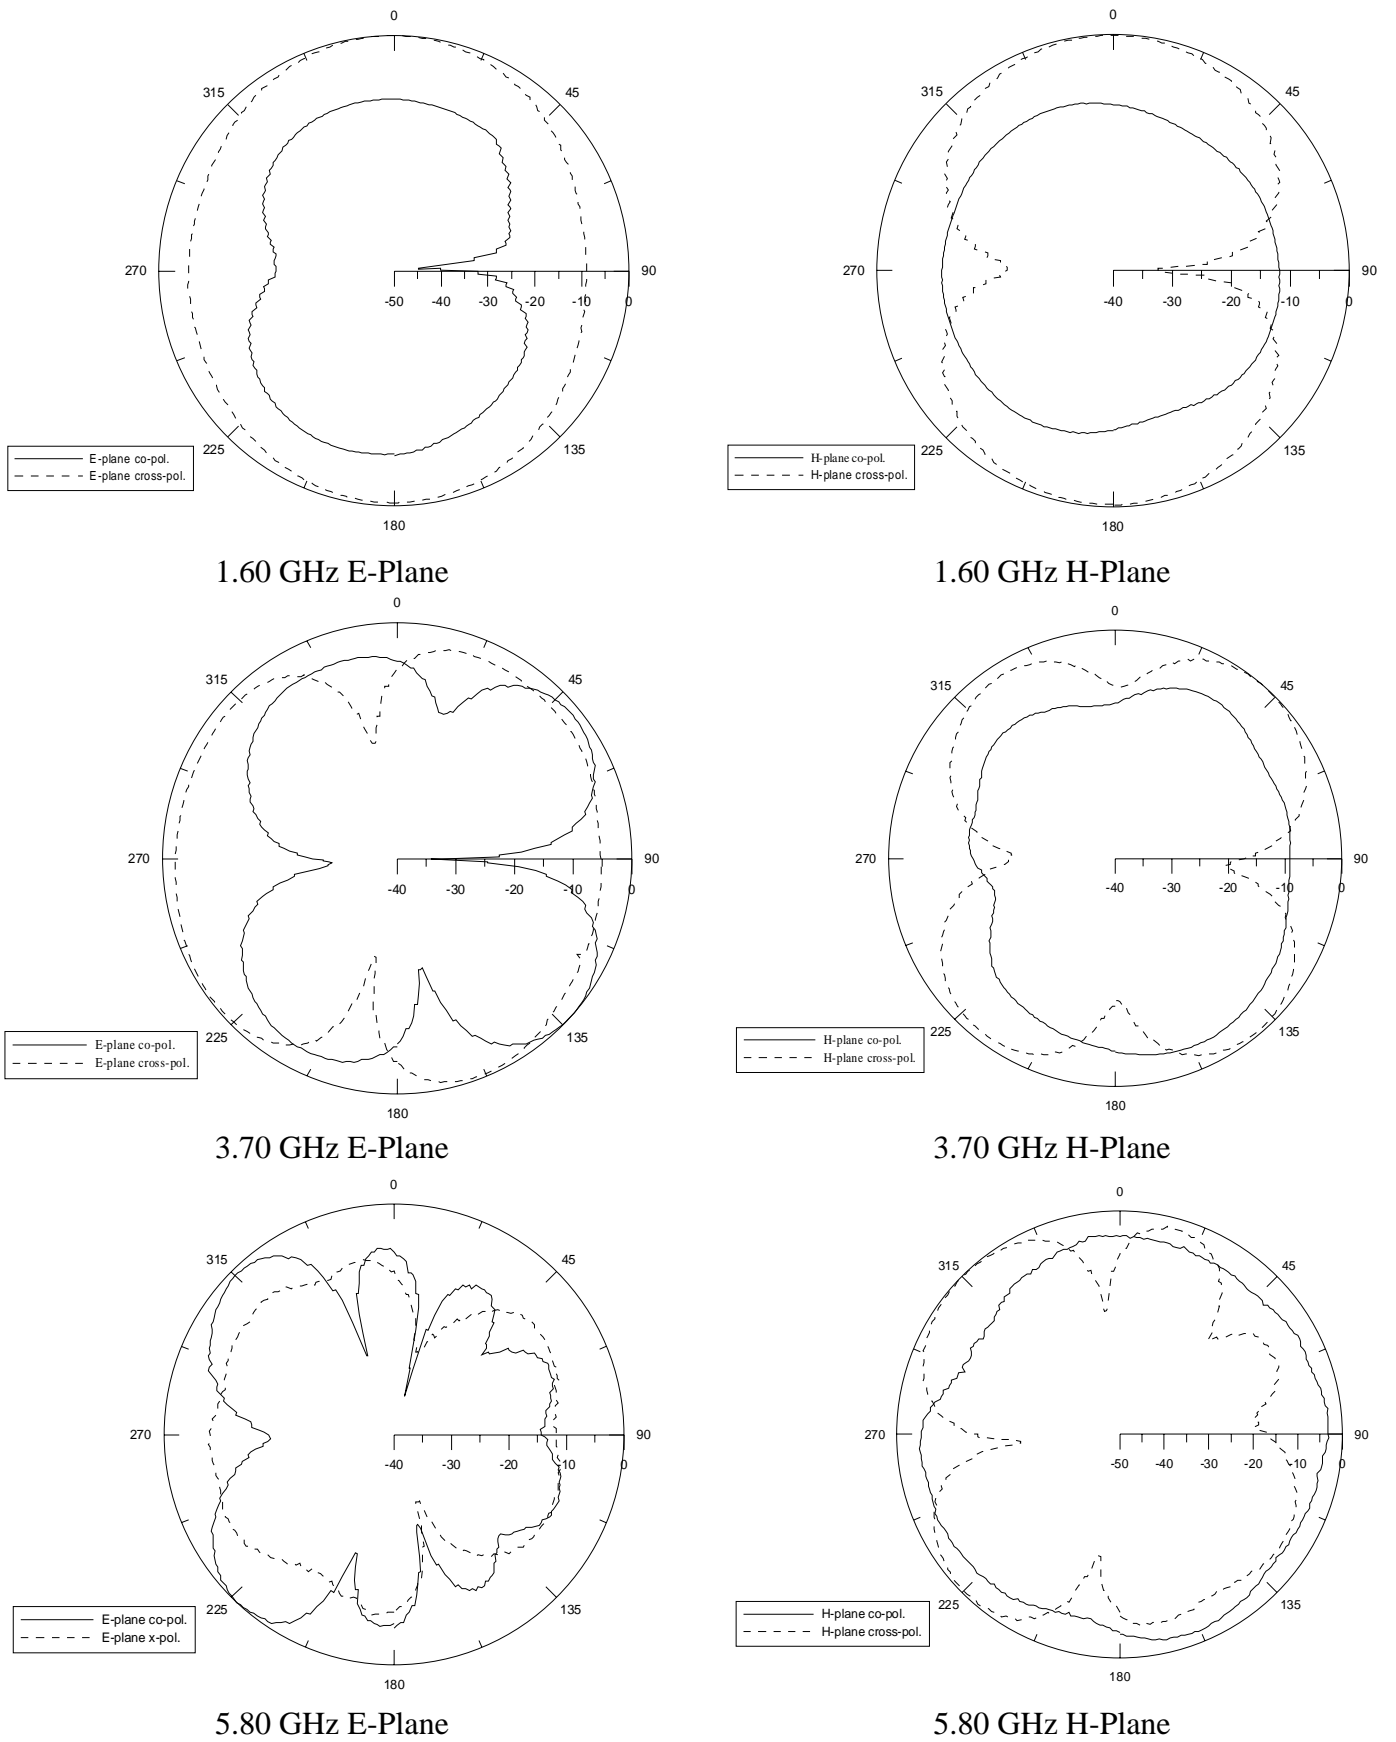 0
0
315
45
315
45
270
90
270
90
-50 -40 -30 -20 -10 0
-40 -30 -20 -10 0
225
135
225
135
E-plane co-pol.
E-plane cross-pol.
H-plane co-pol.
H-plane cross-pol.
180
180
1.60 GHz E-Plane
1.60 GHz H-Plane
0
0
315
45
315
45
270
90
270
90
-40 -30 -20 -10 0
-40 -30 -20 -10 0
225
135
225
135
E-plane co-pol.
E-plane cross-pol.
H-plane co-pol.
H-plane cross-pol.
180
180
3.70 GHz E-Plane
3.70 GHz H-Plane
0
0
315
45
315
45
270
90
270
90
-40 -30 -20 -10 0
-50 -40 -30 -20 -10 0
225
135
225
135
E-plane co-pol.
E-plane x-pol.
H-plane co-pol.
H-plane cross-pol.
180
180
5.80 GHz E-Plane
5.80 GHz H-Plane